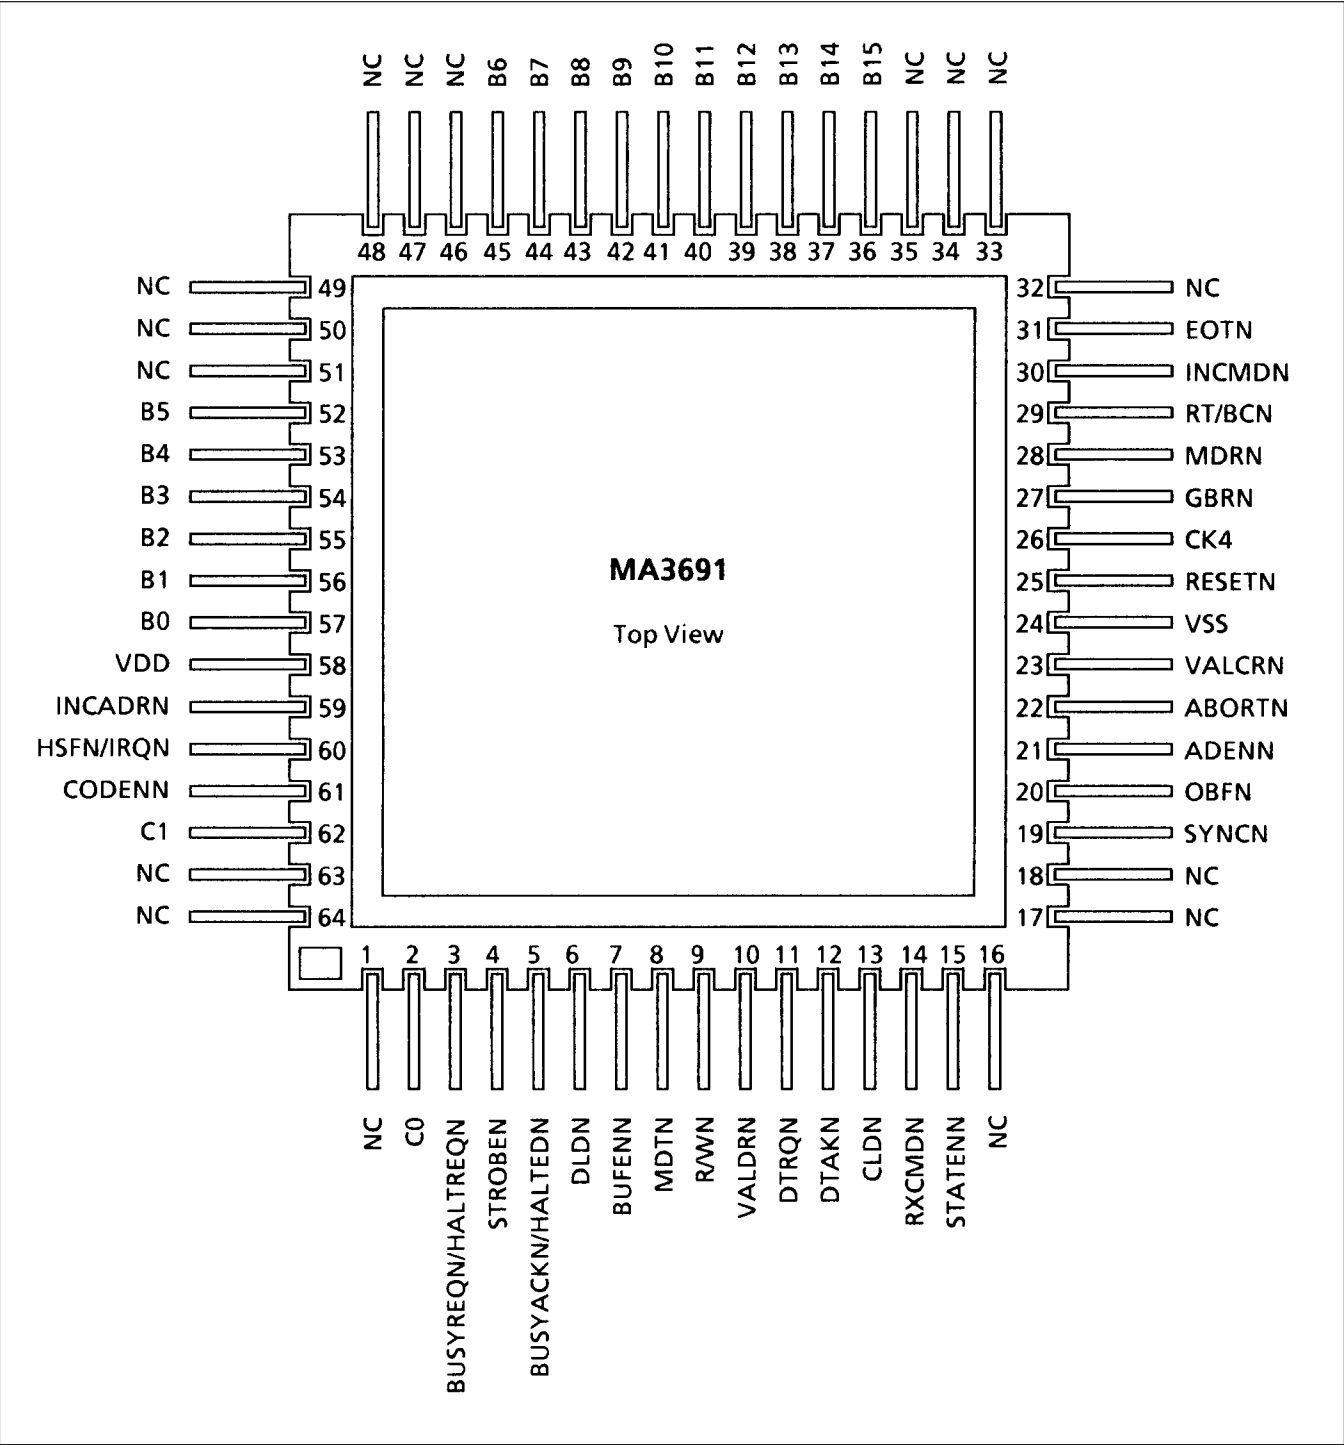 NC NC NC B6 B7 B8 B9 B10 B11 B12 B13 B14 B15 NC NC NC
48 47 46 45 44 43 42 41 40 39 38 37 36 35 34 33
NC 49 32 NC
NC 50 31 EOTN
NC 51 30 INCMDN
B5 52 29 RT/BCN
B4 53 28 MDRN
B3 54 27 GBRN
B2 55 26 CK4
B1 56 25 RESETN
B0 57 24 VSS
VDD 58 23 VALCRN
INCADRN 59 22 ABORTN
HSFN/IRQN 60 21 ADENN
CODENN 61 20 OBFN
C1 62 19 SYNCN
NC 63 18 NC
NC 64 17 NC
MA3691
Top View
1 2 3 4 5 6 7 8 9 10 11 12 13 14 15 16
NC
C0
BUSYREQN/HALTREQN
STROBEN
BUSYACKN/HALTEDN
DLDN
BUFENN
MDTN
R/WN
VALDRN
DTRQN
DTAKN
CLDN
RXCMDN
STATENN
NC